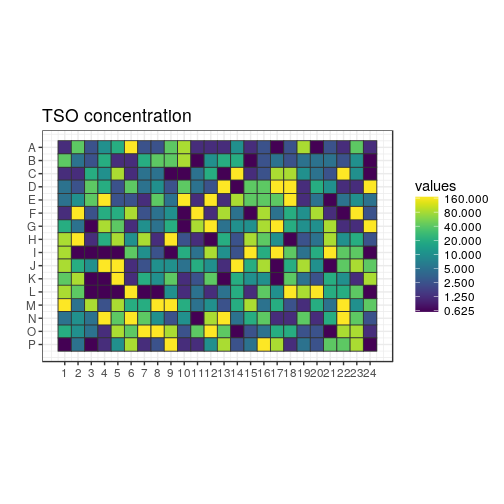 TSO concentration
A
B
C
D
E
F
G
H
I
J
K
L
M
N
O
P
1 2 3 4 5 6 7 8 9 10 11 12 13 14 15 16 17 18 19 20 21 22 23 24
values
160.000
80.000
40.000
20.000
10.000
5.000
2.500
1.250
0.625